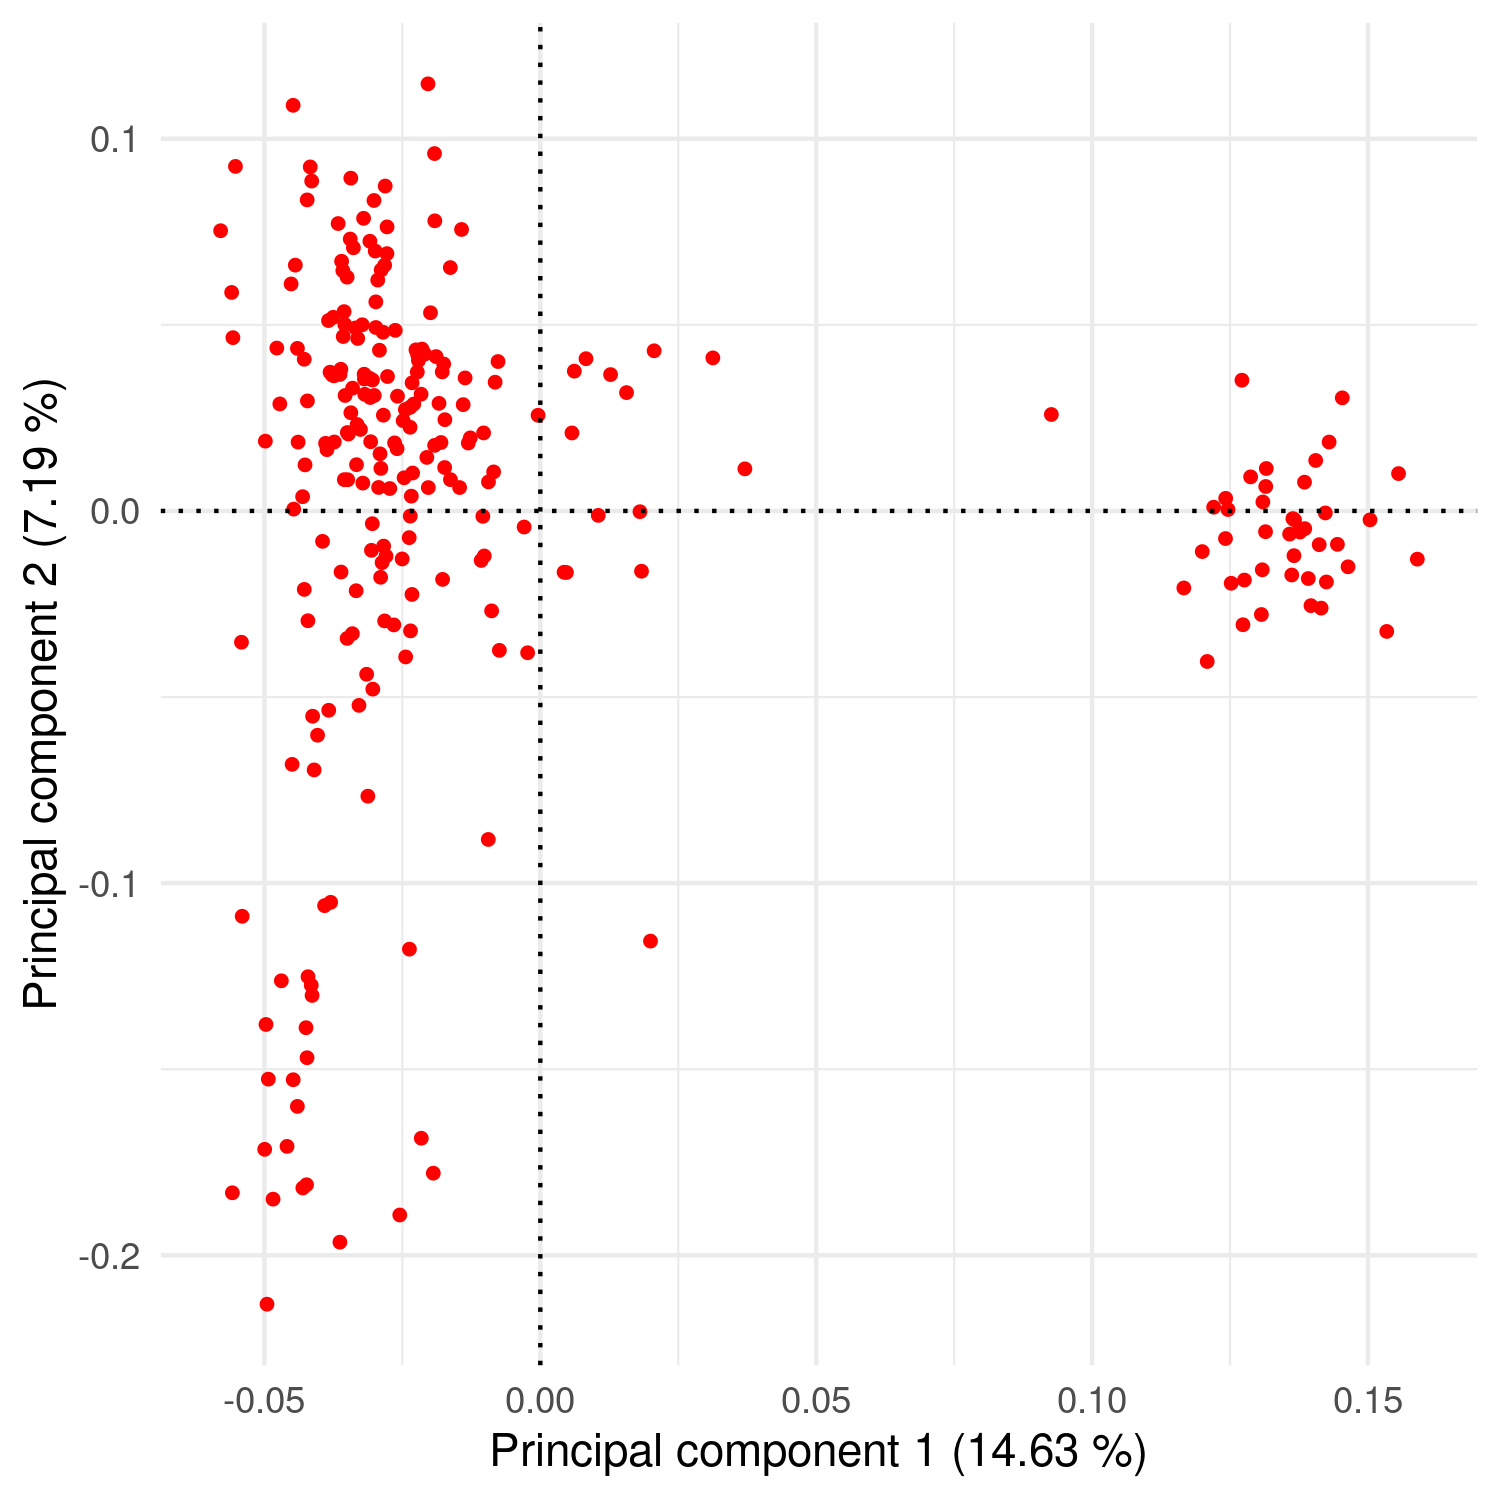 Principal component 2 (7.19 %)
0.1
0.0
-0.1
-0.2
-0.05 0.00 0.05 0.10 0.15
Principal component 1 (14.63 %)